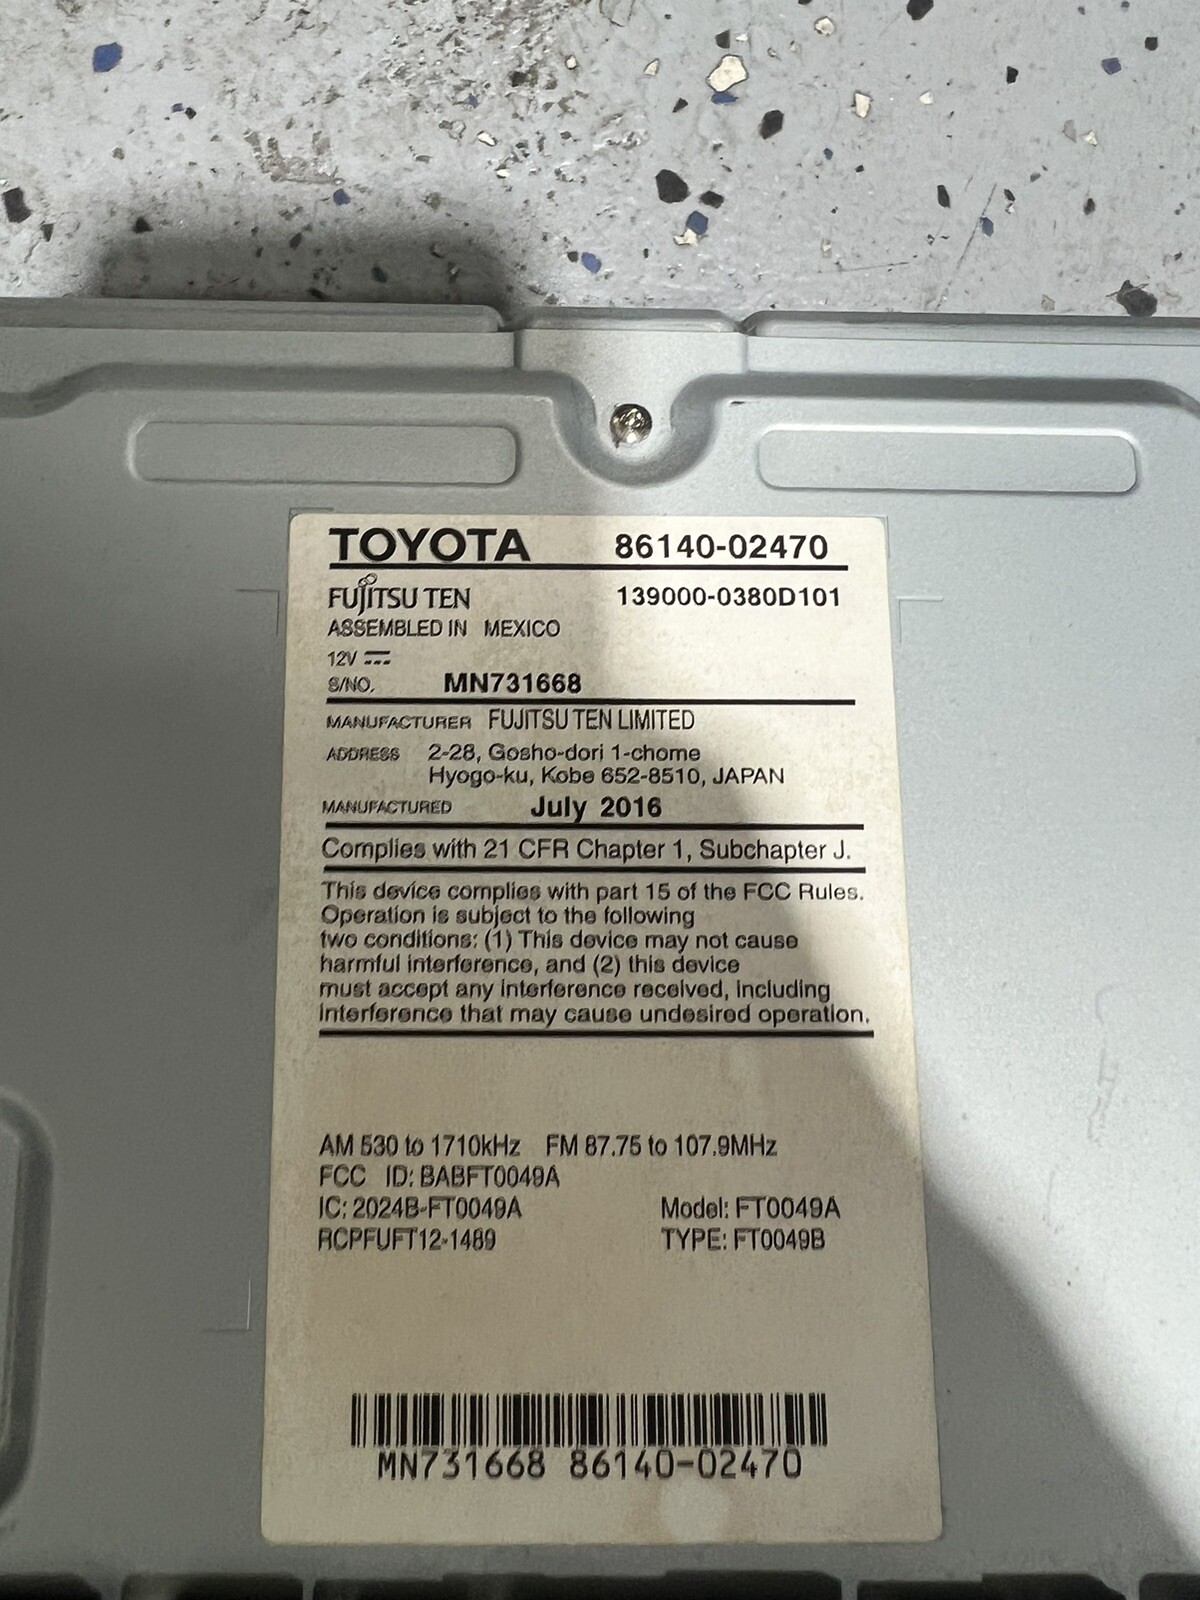 TOYOTA 86140-02470
FUJITSU TEN 139000-0380D101
ASSEMBLED IN MEXICO
12V
S/NO. MN731668
MANUFACTURER FUJITSU TEN LIMITED
ADDRESS 2-28, Gosho-dori 1-chome
Hyogo-ku, Kobe 652-8510, JAPAN
MANUFACTURED July 2016
Complies with 21 CFR Chapter 1, Subchapter J.
This device complies with part 15 of the FCC Rules.
Operation is subject to the following
two conditions: (1) This device may not cause
harmful interference, and (2) this device
must accept any interference received, including
interference that may cause undesired operation.
AM 530 to 1710kHz FM 87.75 to 107.9MHz
FCC ID: BABFT0049A
IC: 2024B-FT0049A Model: FT0049A
RCPFUFT12-1489 TYPE: FT0049B
MN731668 86140-02470